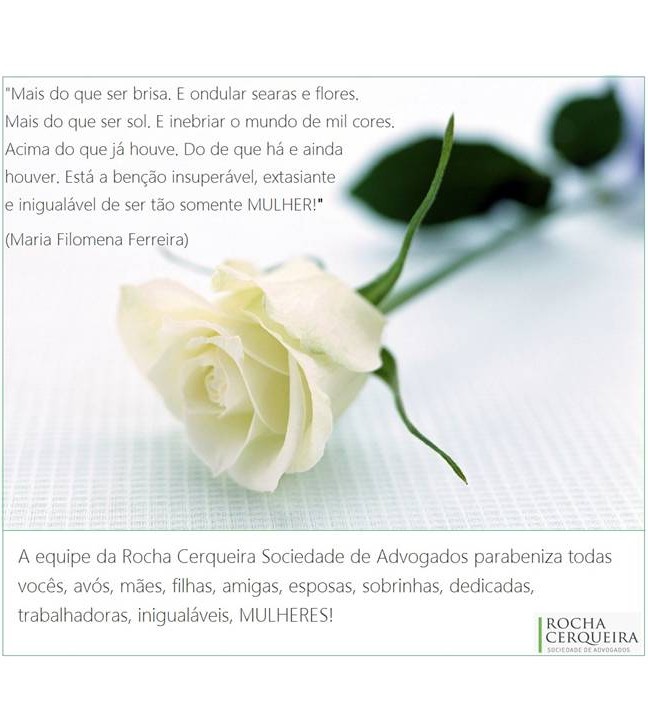 "Mais do que ser brisa. E ondular searas e flores.
Mais do que ser sol. E inebriar o mundo de mil cores.
Acima do que já houve. Do de que há e ainda
houver. Está a benção insuperável, extasiante
e inigualável de ser tão somente MULHER!"
(Maria Filomena Ferreira)
A equipe da Rocha Cerqueira Sociedade de Advogados parabeniza todas
vocês, avós, mães, filhas, amigas, esposas, sobrinhas, dedicadas,
trabalhadoras, inigualáveis, MULHERES!
ROCHA
CERQUEIRA
SOCIEDADE DE ADVOGADOS